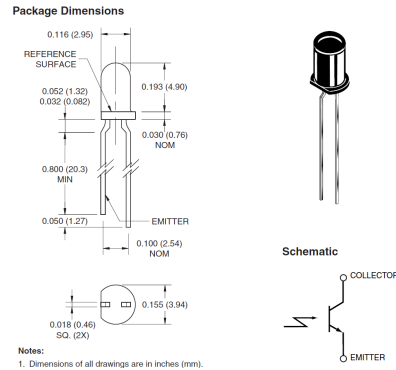 Package Dimensions
0.116 (2.95)
REFERENCE
SURFACE
0.052 (1.32)
0.032 (0.082)
0.193 (4.90)
0.030 (0.76)
NOM
0.800 (20.3)
MIN
0.050 (1.27)
EMITTER
0.100 (2.54)
NOM
0.155 (3.94)
0.018 (0.46)
SQ. (2X)
Schematic
COLLECTOR
EMITTER
Notes:
1. Dimensions of all drawings are in inches (mm).